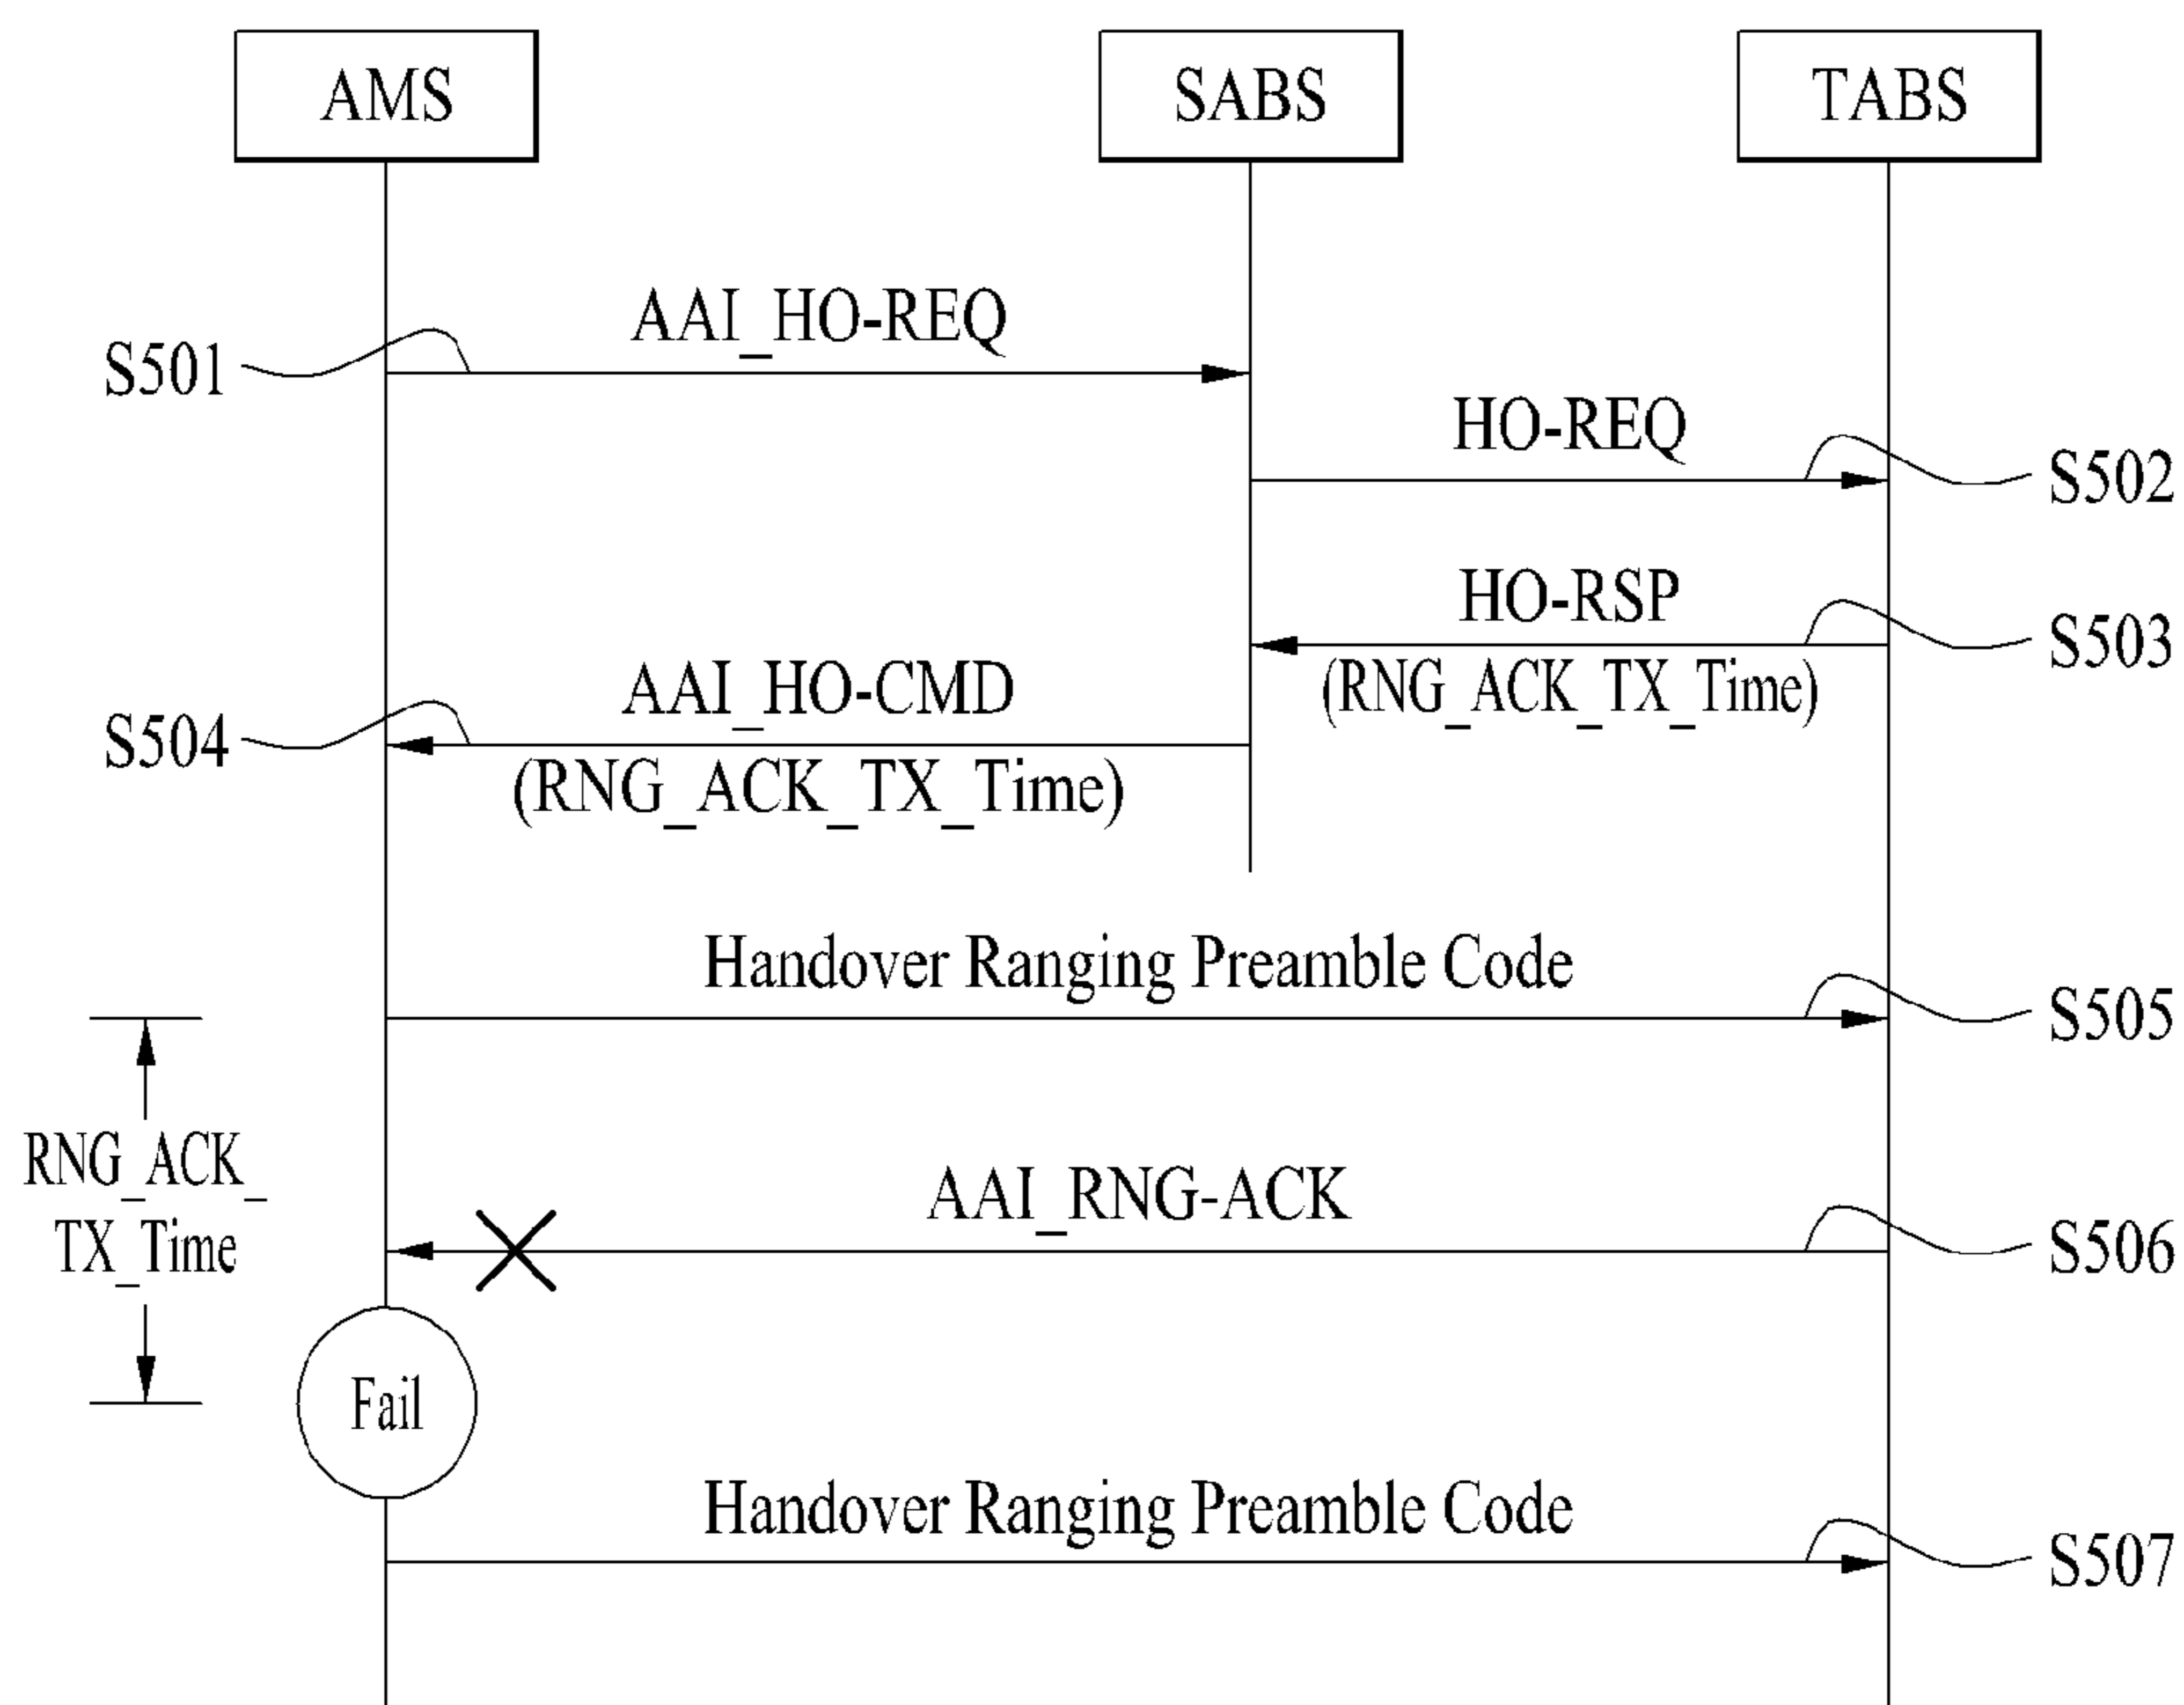 AMS
SABS
TABS
AAI_HO-REQ
S501
HO-REQ
S502
HO-RSP
S503
(RNG_ACK_TX_Time)
AAI_HO-CMD
S504
(RNG_ACK_TX_Time)
Handover Ranging Preamble Code
S505
RNG_ACK_
TX_Time
AAI_RNG-ACK
S506
Fail
Handover Ranging Preamble Code
S507